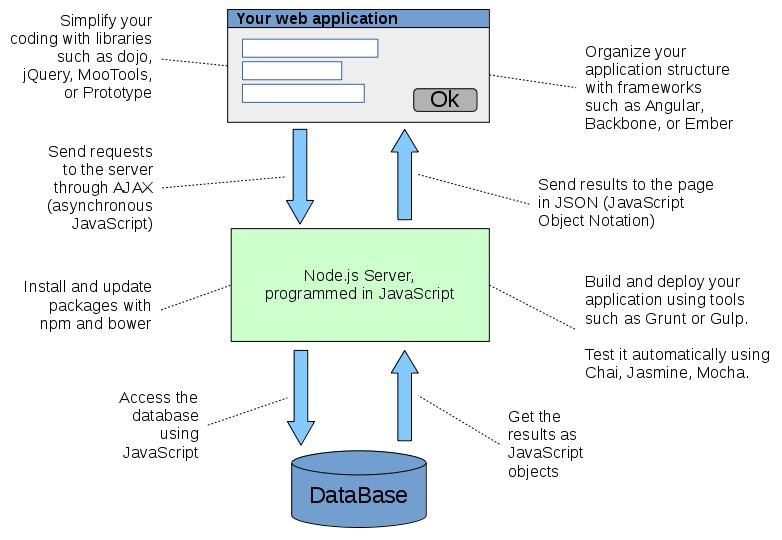 Simplify your
coding with libraries
such as dojo,
jQuery, MooTools,
or Prototype
Your web application
Ok
Organize your
application structure
with frameworks
such as Angular,
Backbone, or Ember
Send requests
to the server
through AJAX
(asynchronous
JavaScript)
Send results to the page
in JSON (JavaScript
Object Notation)
Install and update
packages with
npm and bower
Node.js Server,
programmed in JavaScript
Build and deploy your
application using tools
such as Grunt or Gulp.
Test it automatically using
Chai, Jasmine, Mocha.
Access the
database
using
JavaScript
Get the
results as
JavaScript
objects
DataBase